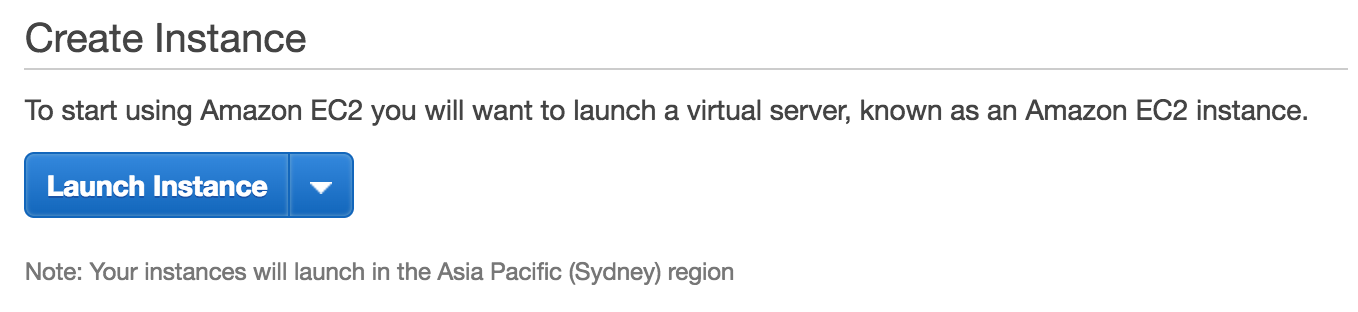 Create Instance
To start using Amazon EC2 you will want to launch a virtual server, known as an Amazon EC2 instance.
Launch Instance
Note: Your instances will launch in the Asia Pacific (Sydney) region